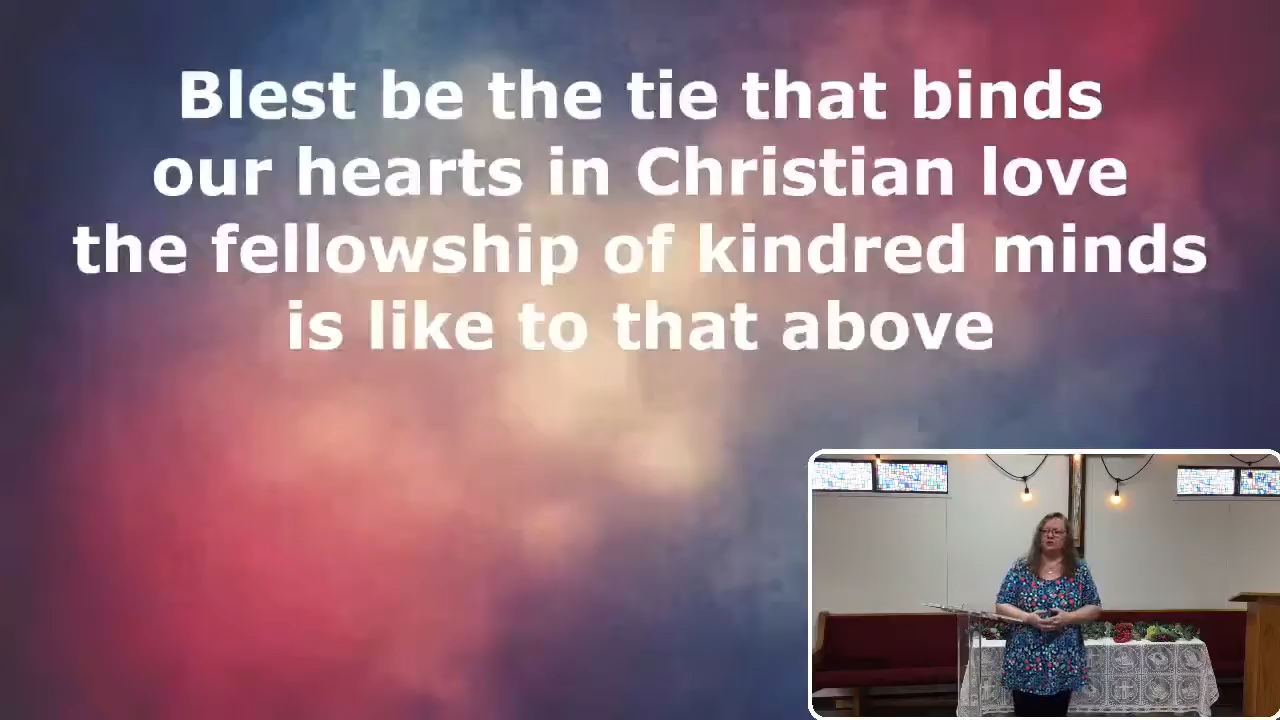 Blest be the tie that binds
our hearts in Christian love
the fellowship of kindred minds
is like to that above